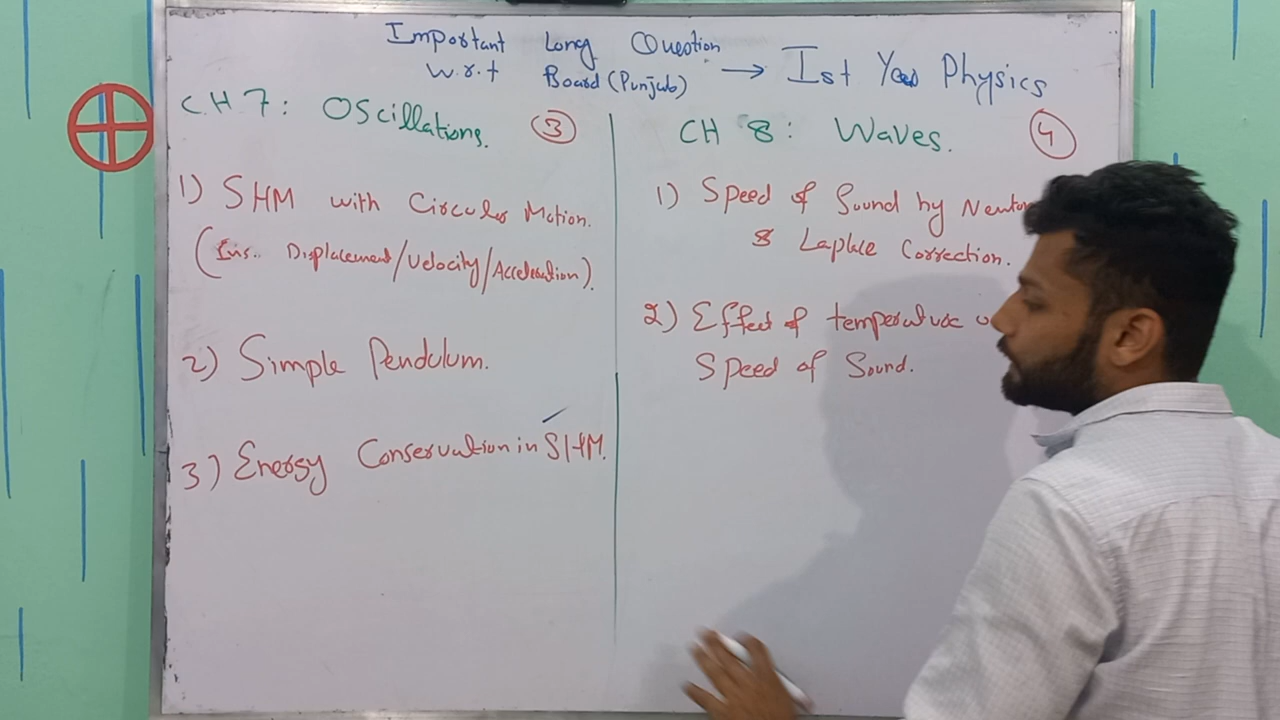 Important Long Question
w.r.t Board (Punjab) → Ist Year Physics
CH 7: Oscillations. 3
1) SHM with Circular Motion.
(Ins.. Displacement/Velocity/Acceleration).
2) Simple Pendulum.
3) Energy Conservation in SHM.
CH 8: Waves. 4
1) Speed of Sound by Newton
& Laplace Correction.
2) Effect of temperature
Speed of Sound.